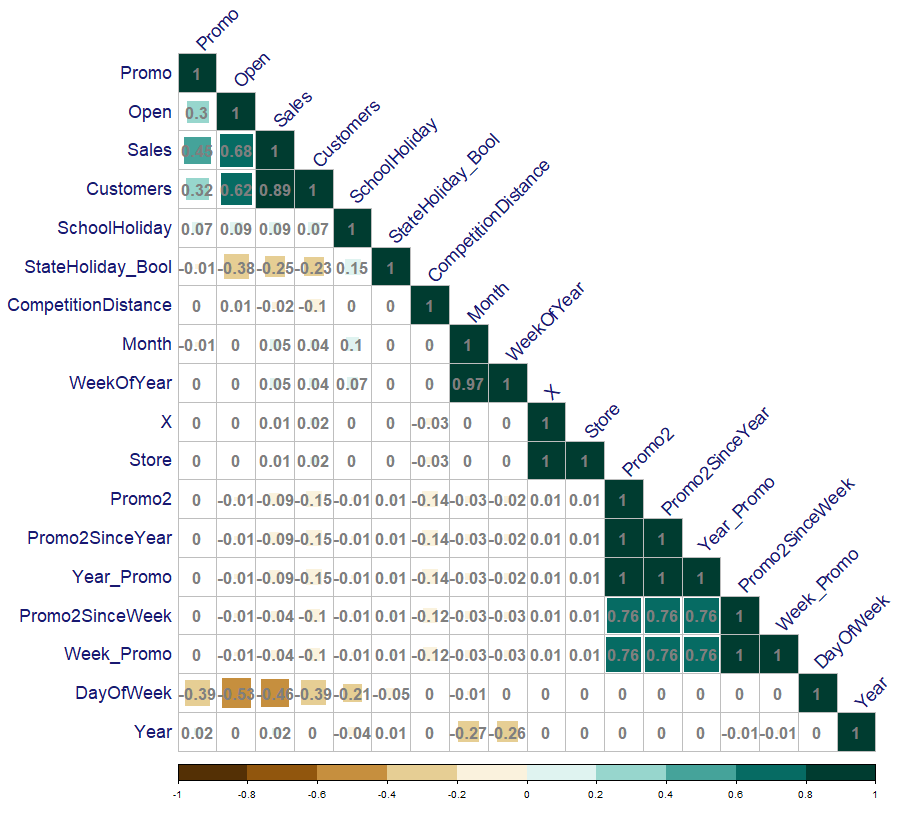 Promo
Open
Sales
Customers
SchoolHoliday
StateHoliday_Bool
CompetitionDistance
Month
WeekOfYear
X
Store
Promo2
Promo2SinceYear
Year_Promo
Promo2SinceWeek
Week_Promo
DayOfWeek
Year
Promo 1
Open 0.3 1
Sales 0.45 0.68 1
Customers 0.32 0.62 0.89 1
SchoolHoliday 0.07 0.09 0.09 0.07 1
StateHoliday_Bool -0.01 -0.38 -0.25 -0.23 0.15 1
CompetitionDistance 0 0.01 -0.02 -0.1 0 0 1
Month -0.01 0 0.05 0.04 0.1 0 0 1
WeekOfYear 0 0 0.05 0.04 0.07 0 0 0.97 1
X 0 0 0.01 0.02 0 0 -0.03 0 0 1
Store 0 0 0.01 0.02 0 0 -0.03 0 0 1 1
Promo2 0 -0.01 -0.09 -0.15 -0.01 0.01 -0.14 -0.03 -0.02 0.01 0.01 1
Promo2SinceYear 0 -0.01 -0.09 -0.15 -0.01 0.01 -0.14 -0.03 -0.02 0.01 0.01 1 1
Year_Promo 0 -0.01 -0.09 -0.15 -0.01 0.01 -0.14 -0.03 -0.02 0.01 0.01 1 1 1
Promo2SinceWeek 0 -0.01 -0.04 -0.1 -0.01 0.01 -0.12 -0.03 -0.03 0.01 0.01 0.76 0.76 0.76 1
Week_Promo 0 -0.01 -0.04 -0.1 -0.01 0.01 -0.12 -0.03 -0.03 0.01 0.01 0.76 0.76 0.76 1 1
DayOfWeek -0.39 -0.53 -0.46 -0.39 -0.21 -0.05 0 -0.01 0 0 0 0 0 0 0 0 1
Year 0.02 0 0.02 0 -0.04 0.01 0 -0.27 -0.26 0 0 0 0 0 -0.01 -0.01 0 1
-1 -0.8 -0.6 -0.4 -0.2 0 0.2 0.4 0.6 0.8 1